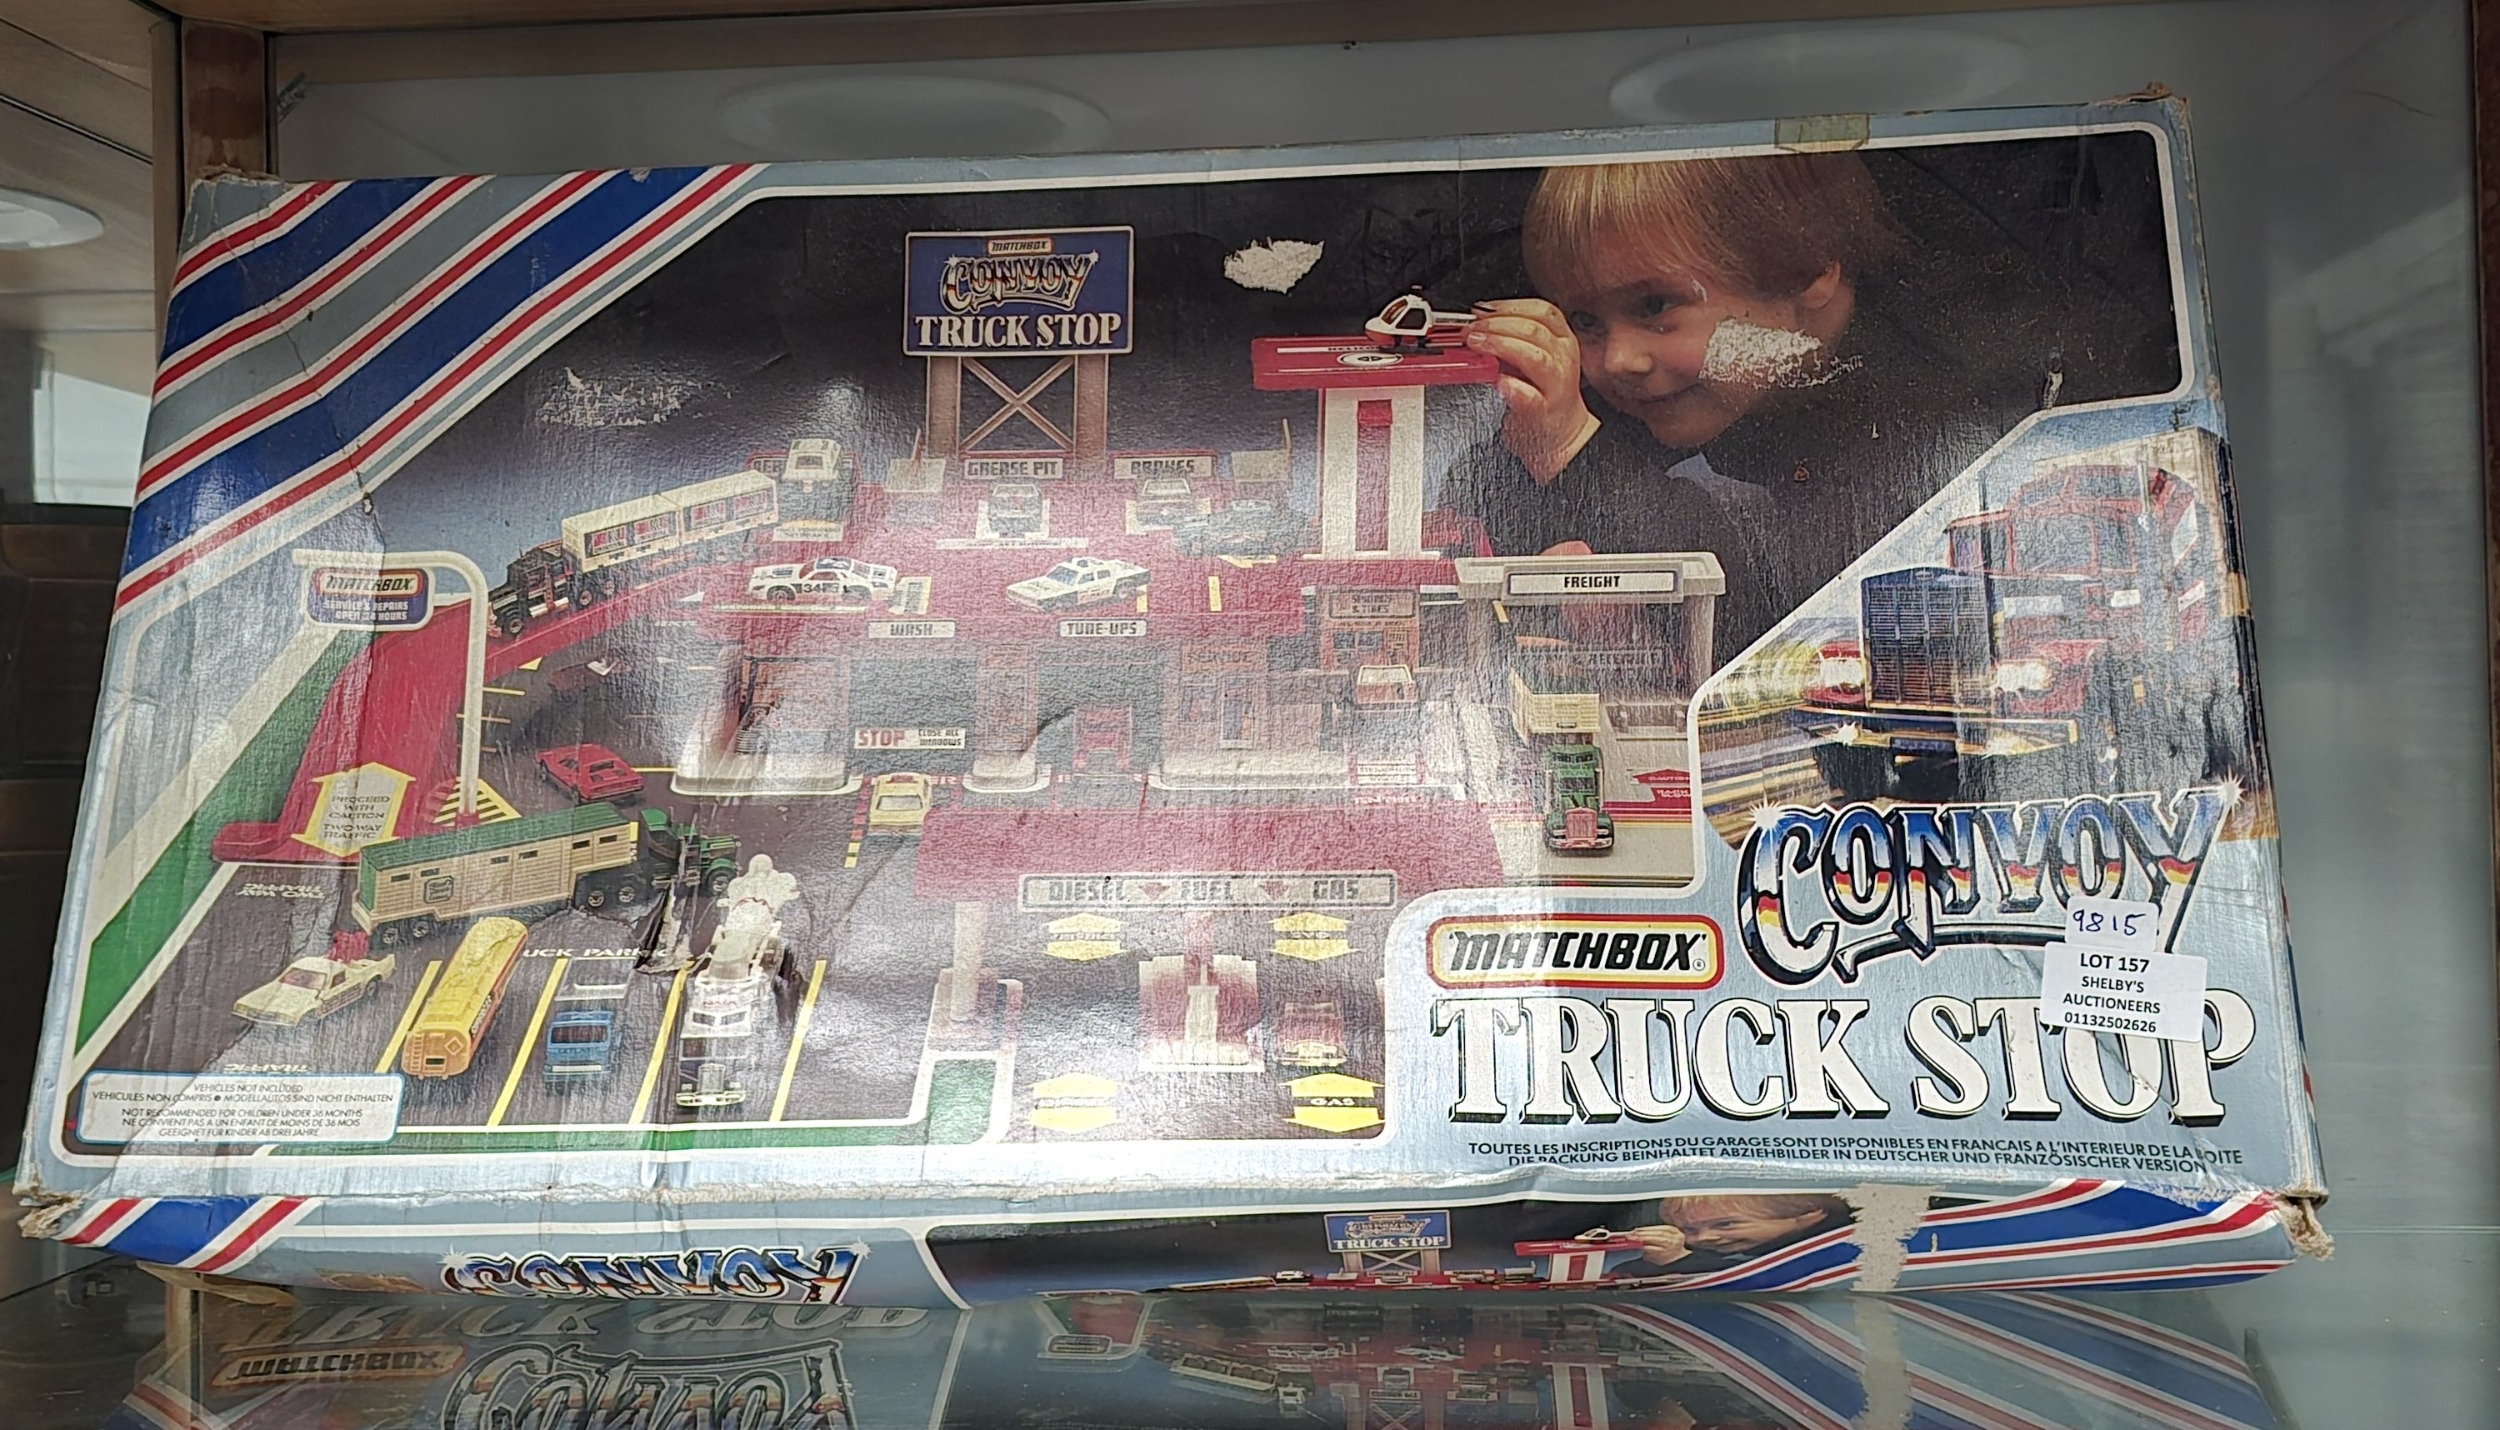 MATCHBOX
CONVOY
TRUCK STOP
GREASE PIT
BRAKES
MATCHBOX
SERVICE & REPAIRS
OPEN 24 HOURS
134
WASH
TUNE-UPS
FREIGHT
STOP
CLOSE ALL
WINDOWS
PROCEED
WITH
CAUTION
TWO WAY
TRAFFIC
DIESEL FUEL GAS
TRUCK PARK
GAS
CONVOY
MATCHBOX®
TRUCK STOP
9815
LOT 157
SHELBY'S
AUCTIONEERS
01132502626
VEHICLES NOT INCLUDED
VEHICULES NON COMPRIS ● MODELLAUTOS SIND NICHT ENTHALTEN
NOT RECOMMENDED FOR CHILDREN UNDER 36 MONTHS
NE CONVIENT PAS A UN ENFANT DE MOINS DE 36 MOIS
GEEIGNET FÜR KINDER AB DREI JAHRE
TOUTES LES INSCRIPTIONS DU GARAGE SONT DISPONIBLES EN FRANCAIS A L'INTERIEUR DE LA BOITE
DIE PACKUNG BEINHALTET ABZIEHBILDER IN DEUTSCHER UND FRANZÖSISCHER VERSION
CONVOY
CONVOY
TRUCK STOP